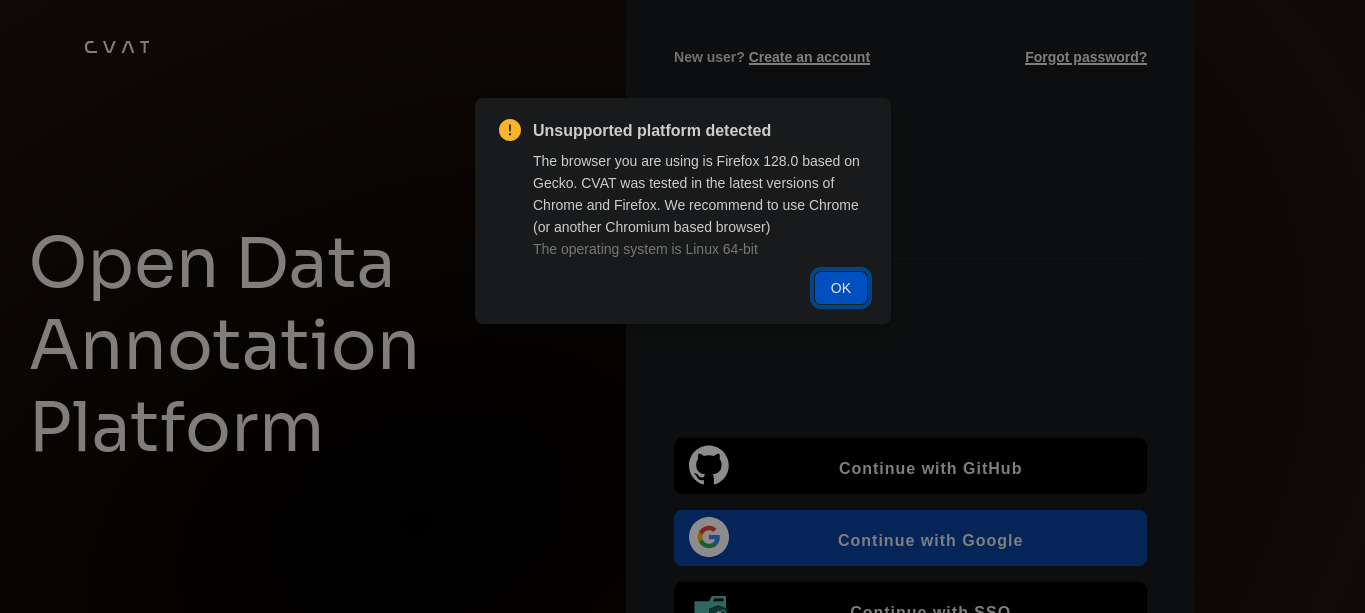 CVAT
New user? Create an account
Forgot password?
Unsupported platform detected
The browser you are using is Firefox 128.0 based on
Gecko. CVAT was tested in the latest versions of
Chrome and Firefox. We recommend to use Chrome
(or another Chromium based browser)
The operating system is Linux 64-bit
OK
Open Data
Annotation
Platform
Continue with GitHub
Continue with Google
Continue with SSO